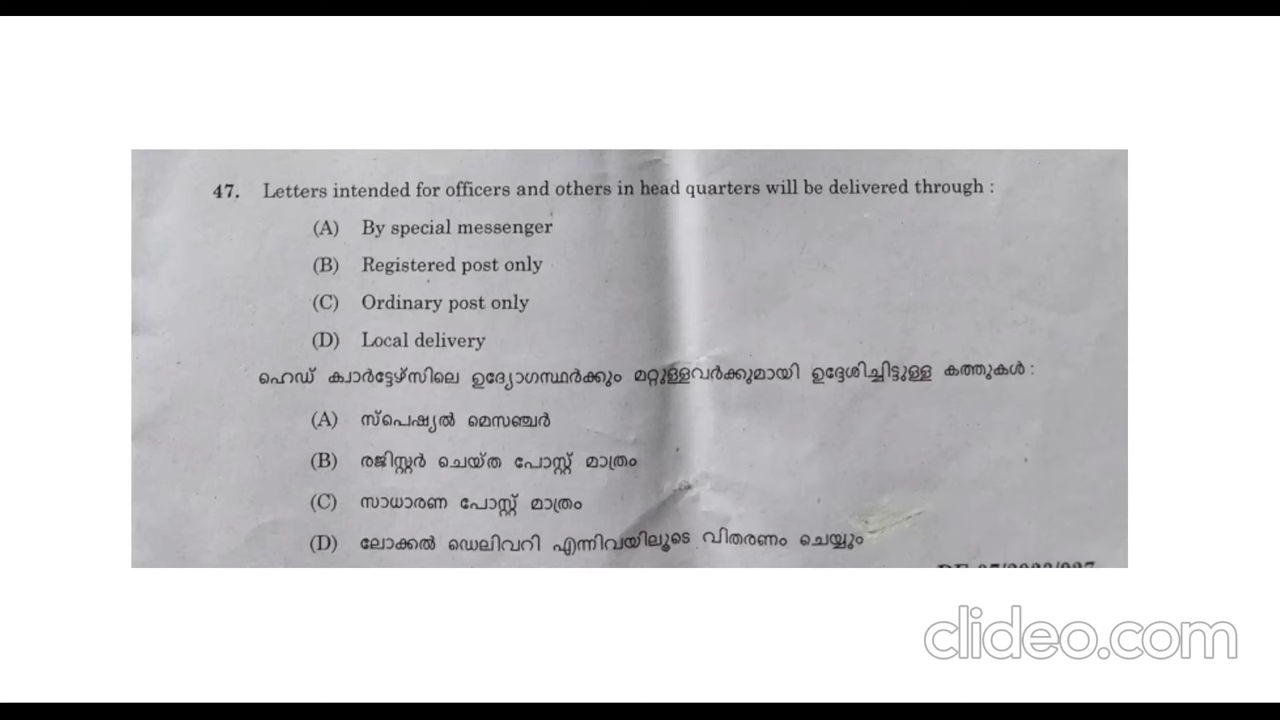 47. Letters intended for officers and others in head quarters will be delivered through :
(A) By special messenger
(B) Registered post only
(C) Ordinary post only
(D) Local delivery
ഹെഡ് ക്വാർട്ടേഴ്സിലെ ഉദ്യോഗസ്ഥർക്കും മറ്റുള്ളവർക്കുമായി ഉദ്ദേശിച്ചിട്ടുള്ള കത്തുകൾ :
(A) സ്പെഷ്യൽ മെസഞ്ചർ
(B) രജിസ്റ്റർ ചെയ്ത പോസ്റ്റ് മാത്രം
(C) സാധാരണ പോസ്റ്റ് മാത്രം
(D) ലോക്കൽ ഡെലിവറി എന്നിവയിലൂടെ വിതരണം ചെയ്യും
clideo.com